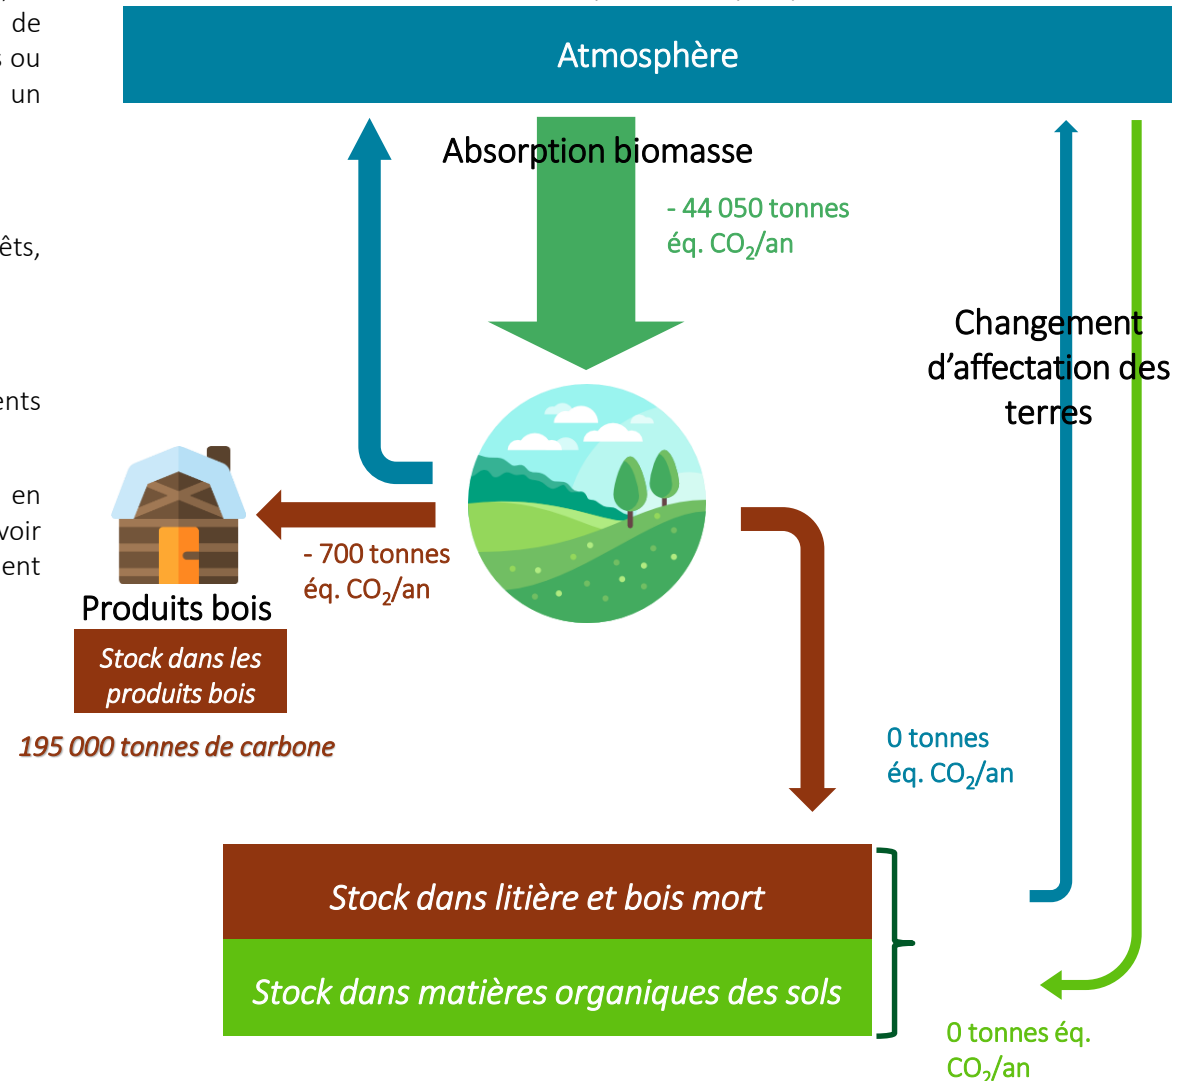 de
s ou
un
êts,
ents
en
voir
ent
Atmosphère
Absorption biomasse
- 44 050 tonnes
éq. CO₂/an
Changement
d’affectation des
terres
- 700 tonnes
éq. CO₂/an
Produits bois
Stock dans les
produits bois
195 000 tonnes de carbone
0 tonnes
éq. CO₂/an
Stock dans litière et bois mort
Stock dans matières organiques des sols
0 tonnes éq.
CO₂/an